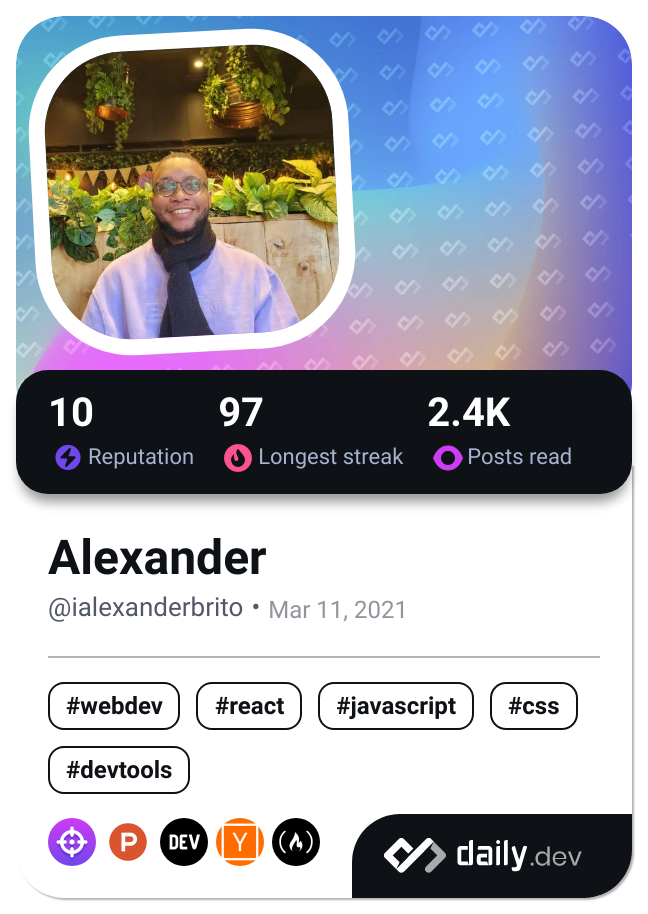 10 97 2.4K
Reputation Longest streak Posts read
Alexander
@ialexanderbrito • Mar 11, 2021
#webdev #react #javascript #css
#devtools
P DEV Y
daily.dev